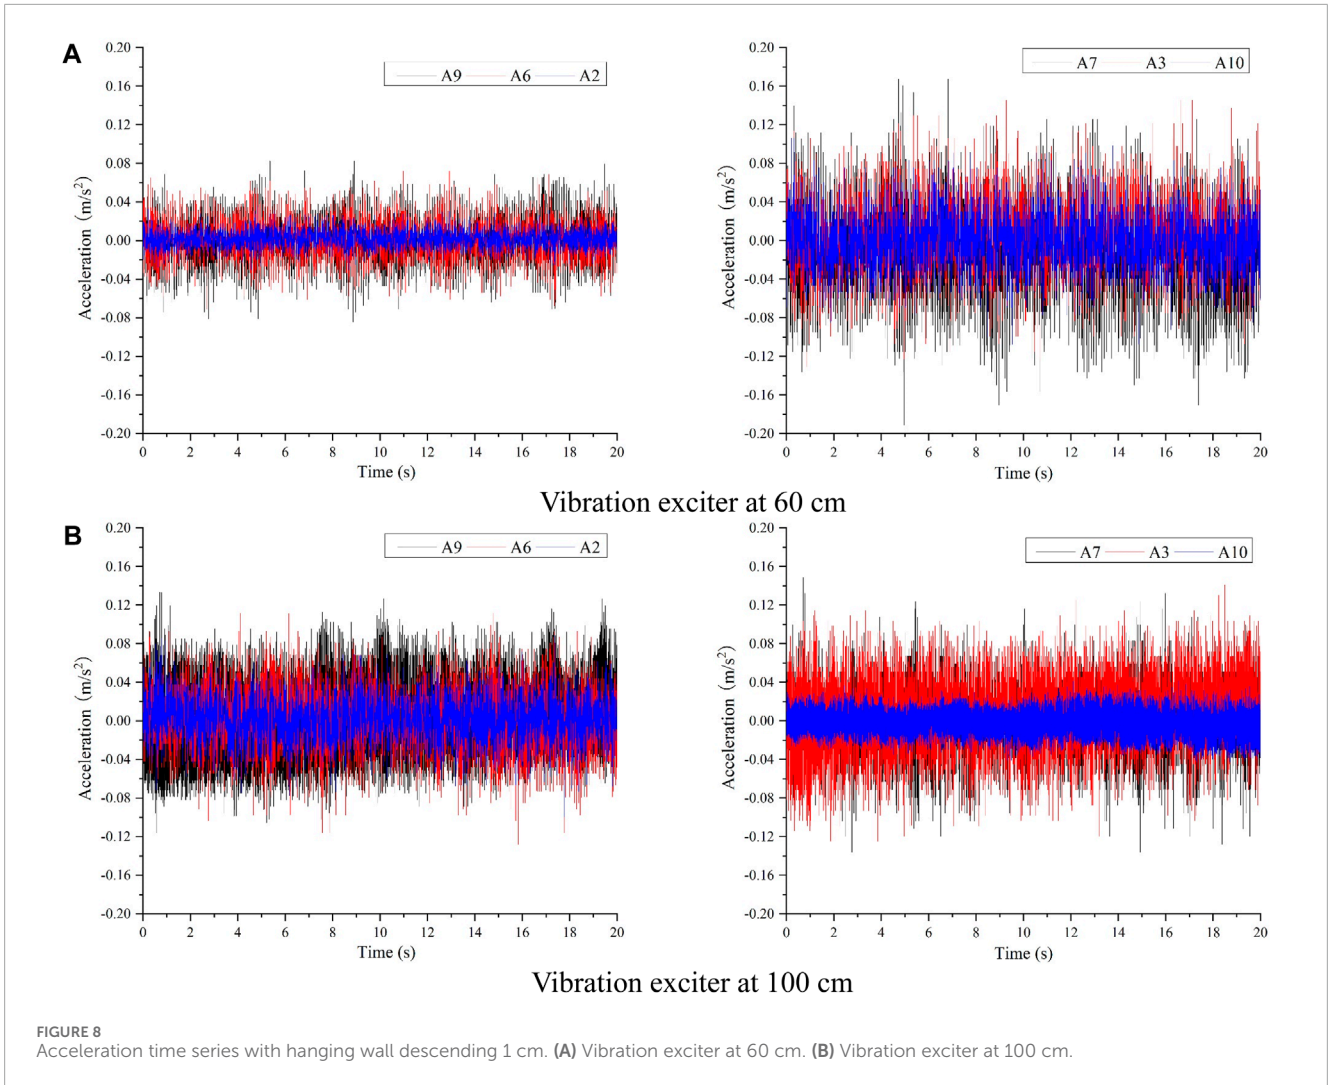 A
0.20
0.16
0.12
0.08
0.04
0.00
-0.04
-0.08
-0.12
-0.16
-0.20
Acceleration (m/s²)
A9 A6 A2
0 2 4 6 8 10 12 14 16 18 20
Time (s)
0.20
0.16
0.12
0.08
0.04
0.00
-0.04
-0.08
-0.12
-0.16
-0.20
Acceleration (m/s²)
A7 A3 A10
0 2 4 6 8 10 12 14 16 18 20
Time (s)
Vibration exciter at 60 cm
B
0.20
0.16
0.12
0.08
0.04
0.00
-0.04
-0.08
-0.12
-0.16
-0.20
Acceleration (m/s²)
A9 A6 A2
0 2 4 6 8 10 12 14 16 18 20
Time (s)
0.20
0.16
0.12
0.08
0.04
0.00
-0.04
-0.08
-0.12
-0.16
-0.20
Acceleration (m/s²)
A7 A3 A10
0 2 4 6 8 10 12 14 16 18 20
Time (s)
Vibration exciter at 100 cm
FIGURE 8
Acceleration time series with hanging wall descending 1 cm. (A) Vibration exciter at 60 cm. (B) Vibration exciter at 100 cm.